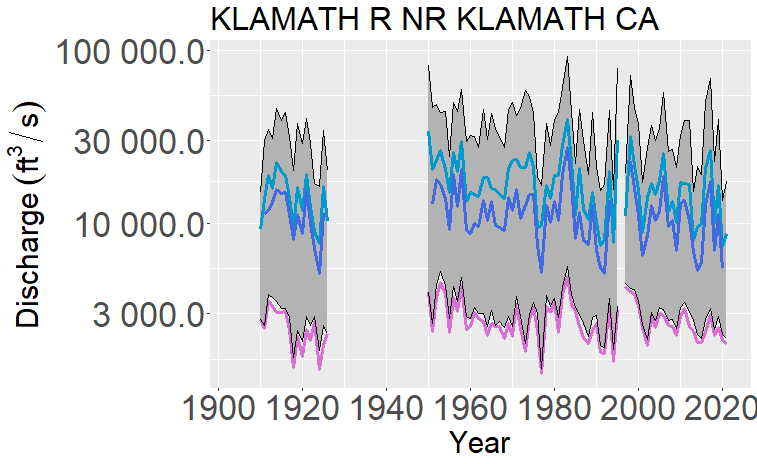 KLAMATH R NR KLAMATH CA
100 000.0
30 000.0
10 000.0
3 000.0
Discharge (ft³/s)
1900 1920 1940 1960 1980 2000 2020
Year